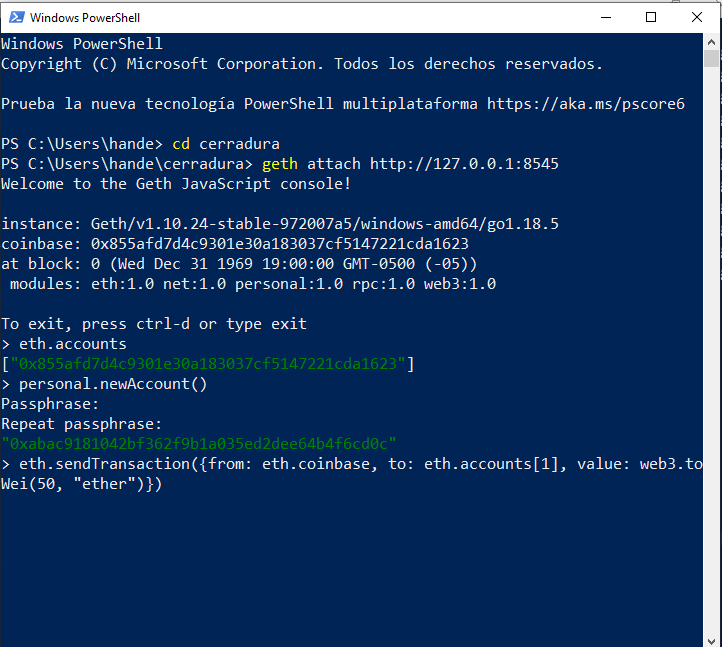 Windows PowerShell
Windows PowerShell
Copyright (C) Microsoft Corporation. Todos los derechos reservados.
Prueba la nueva tecnología PowerShell multiplataforma https://aka.ms/pscore6
PS C:\Users\hande> cd cerradura
PS C:\Users\hande\cerradura> geth attach http://127.0.0.1:8545
Welcome to the Geth JavaScript console!
instance: Geth/v1.10.24-stable-972007a5/windows-amd64/go1.18.5
coinbase: 0x855afd7d4c9301e30a183037cf5147221cda1623
at block: 0 (Wed Dec 31 1969 19:00:00 GMT-0500 (-05))
 modules: eth:1.0 net:1.0 personal:1.0 rpc:1.0 web3:1.0
To exit, press ctrl-d or type exit
> eth.accounts
["0x855afd7d4c9301e30a183037cf5147221cda1623"]
> personal.newAccount()
Passphrase:
Repeat passphrase:
"0xabac9181042bf362f9b1a035ed2dee64b4f6cd0c"
> eth.sendTransaction({from: eth.coinbase, to: eth.accounts[1], value: web3.to
Wei(50, "ether")})